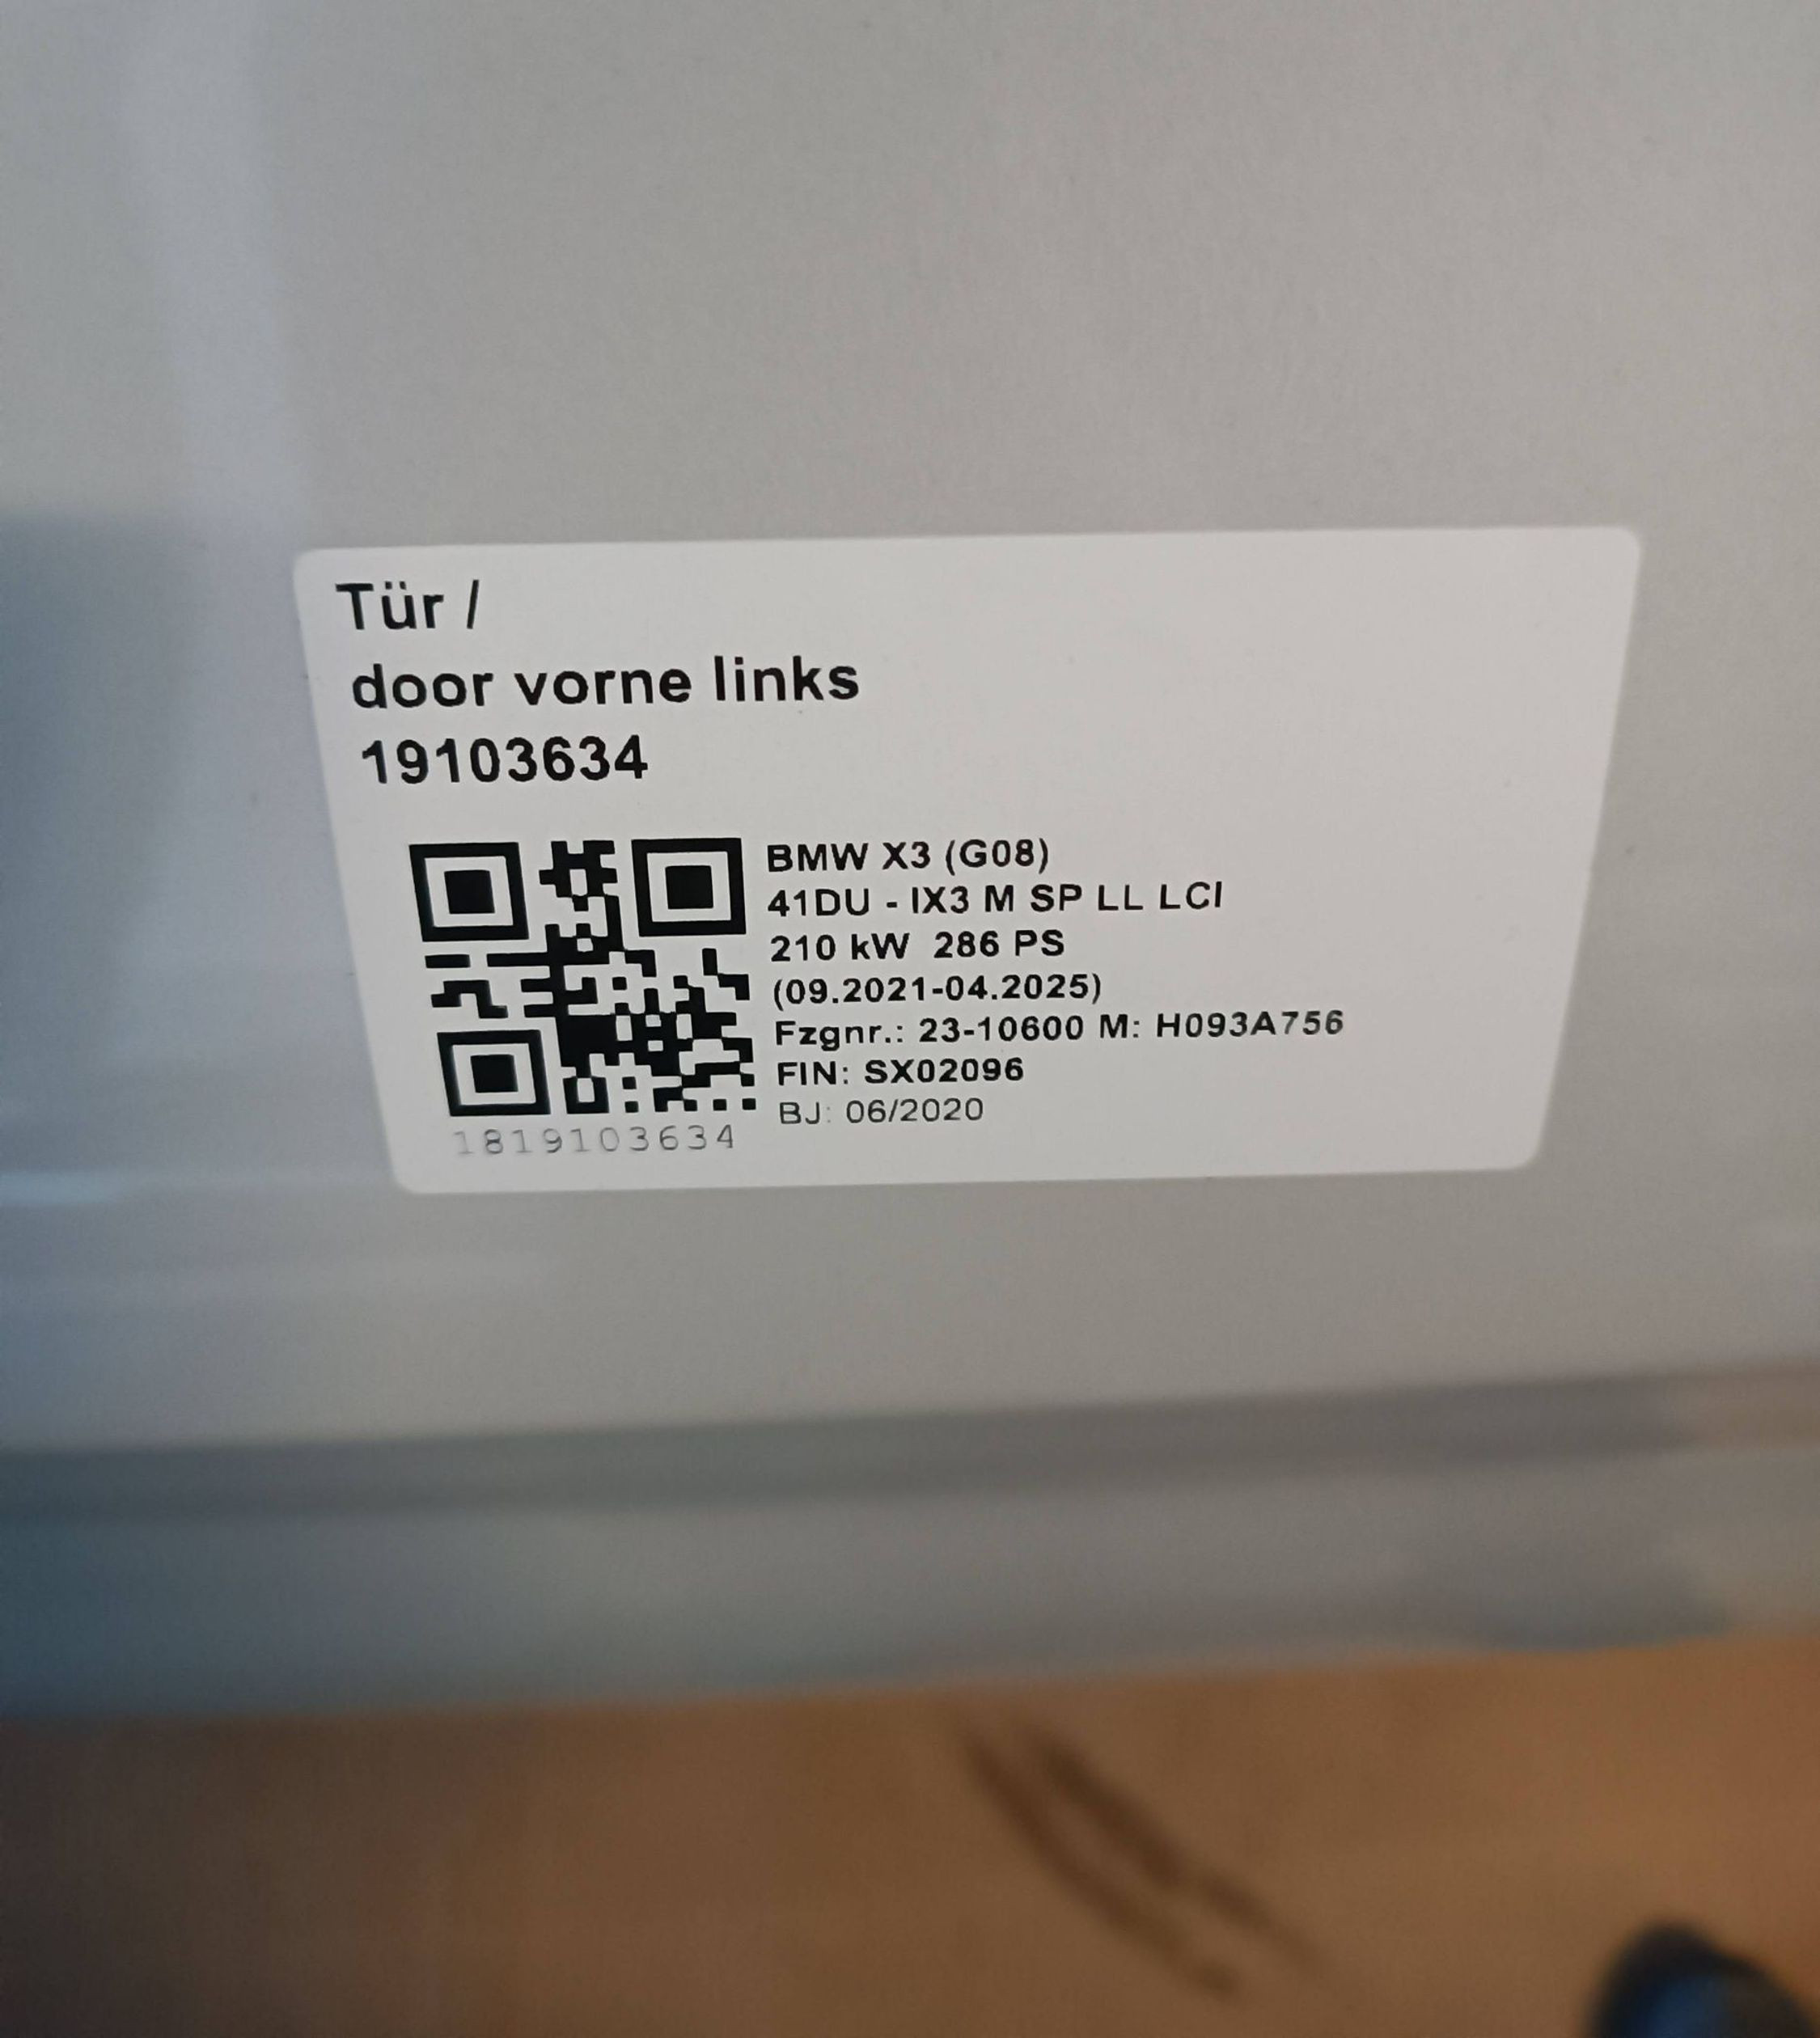 Tür /
door vorne links
19103634
BMW X3 (G08)
41DU - IX3 M SP LL LCI
210 kW 286 PS
(09.2021-04.2025)
Fzgnr.: 23-10600 M: H093A756
FIN: SX02096
BJ: 06/2020
1819103634